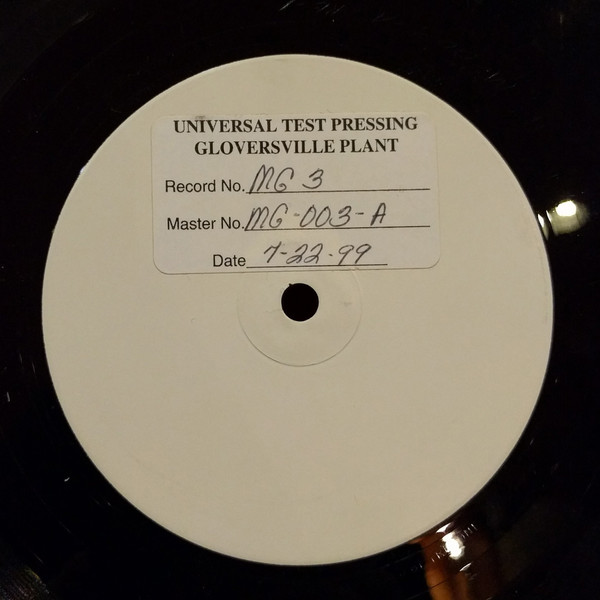 UNIVERSAL TEST PRESSING
GLOVERSVILLE PLANT
Record No. MG 3
Master No. MG-003-A
Date 7-22-99